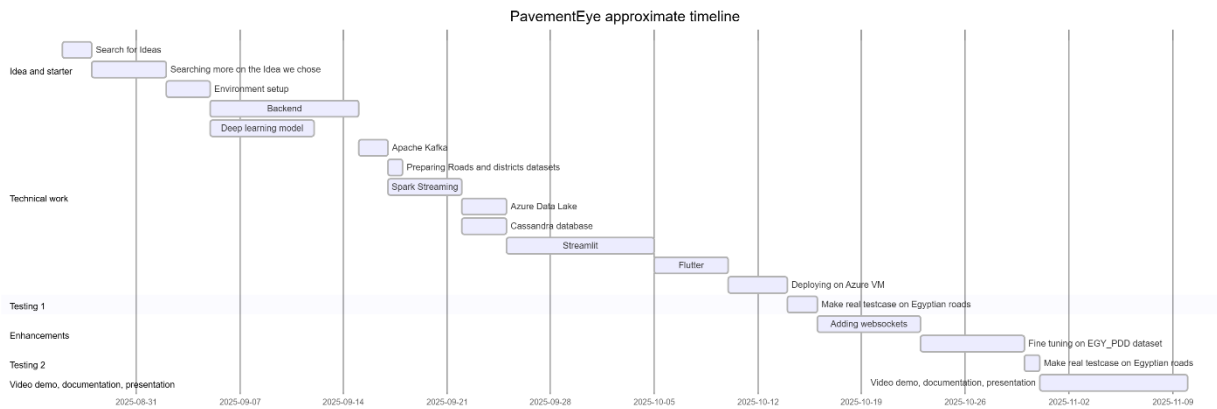 PavementEye approximate timeline
Search for Ideas
Idea and starter
Searching more on the Idea we chose
Environment setup
Backend
Deep learning model
Apache Kafka
Preparing Roads and districts datasets
Spark Streaming
Technical work
Azure Data Lake
Cassandra database
Streamlit
Flutter
Deploying on Azure VM
Testing 1
Make real testcase on Egyptian roads
Adding websockets
Enhancements
Fine tuning on EGY_PDD dataset
Testing 2
Make real testcase on Egyptian roads
Video demo, documentation, presentation
Video demo, documentation, presentation
2025-08-31 2025-09-07 2025-09-14 2025-09-21 2025-09-28 2025-10-05 2025-10-12 2025-10-19 2025-10-26 2025-11-02 2025-11-09